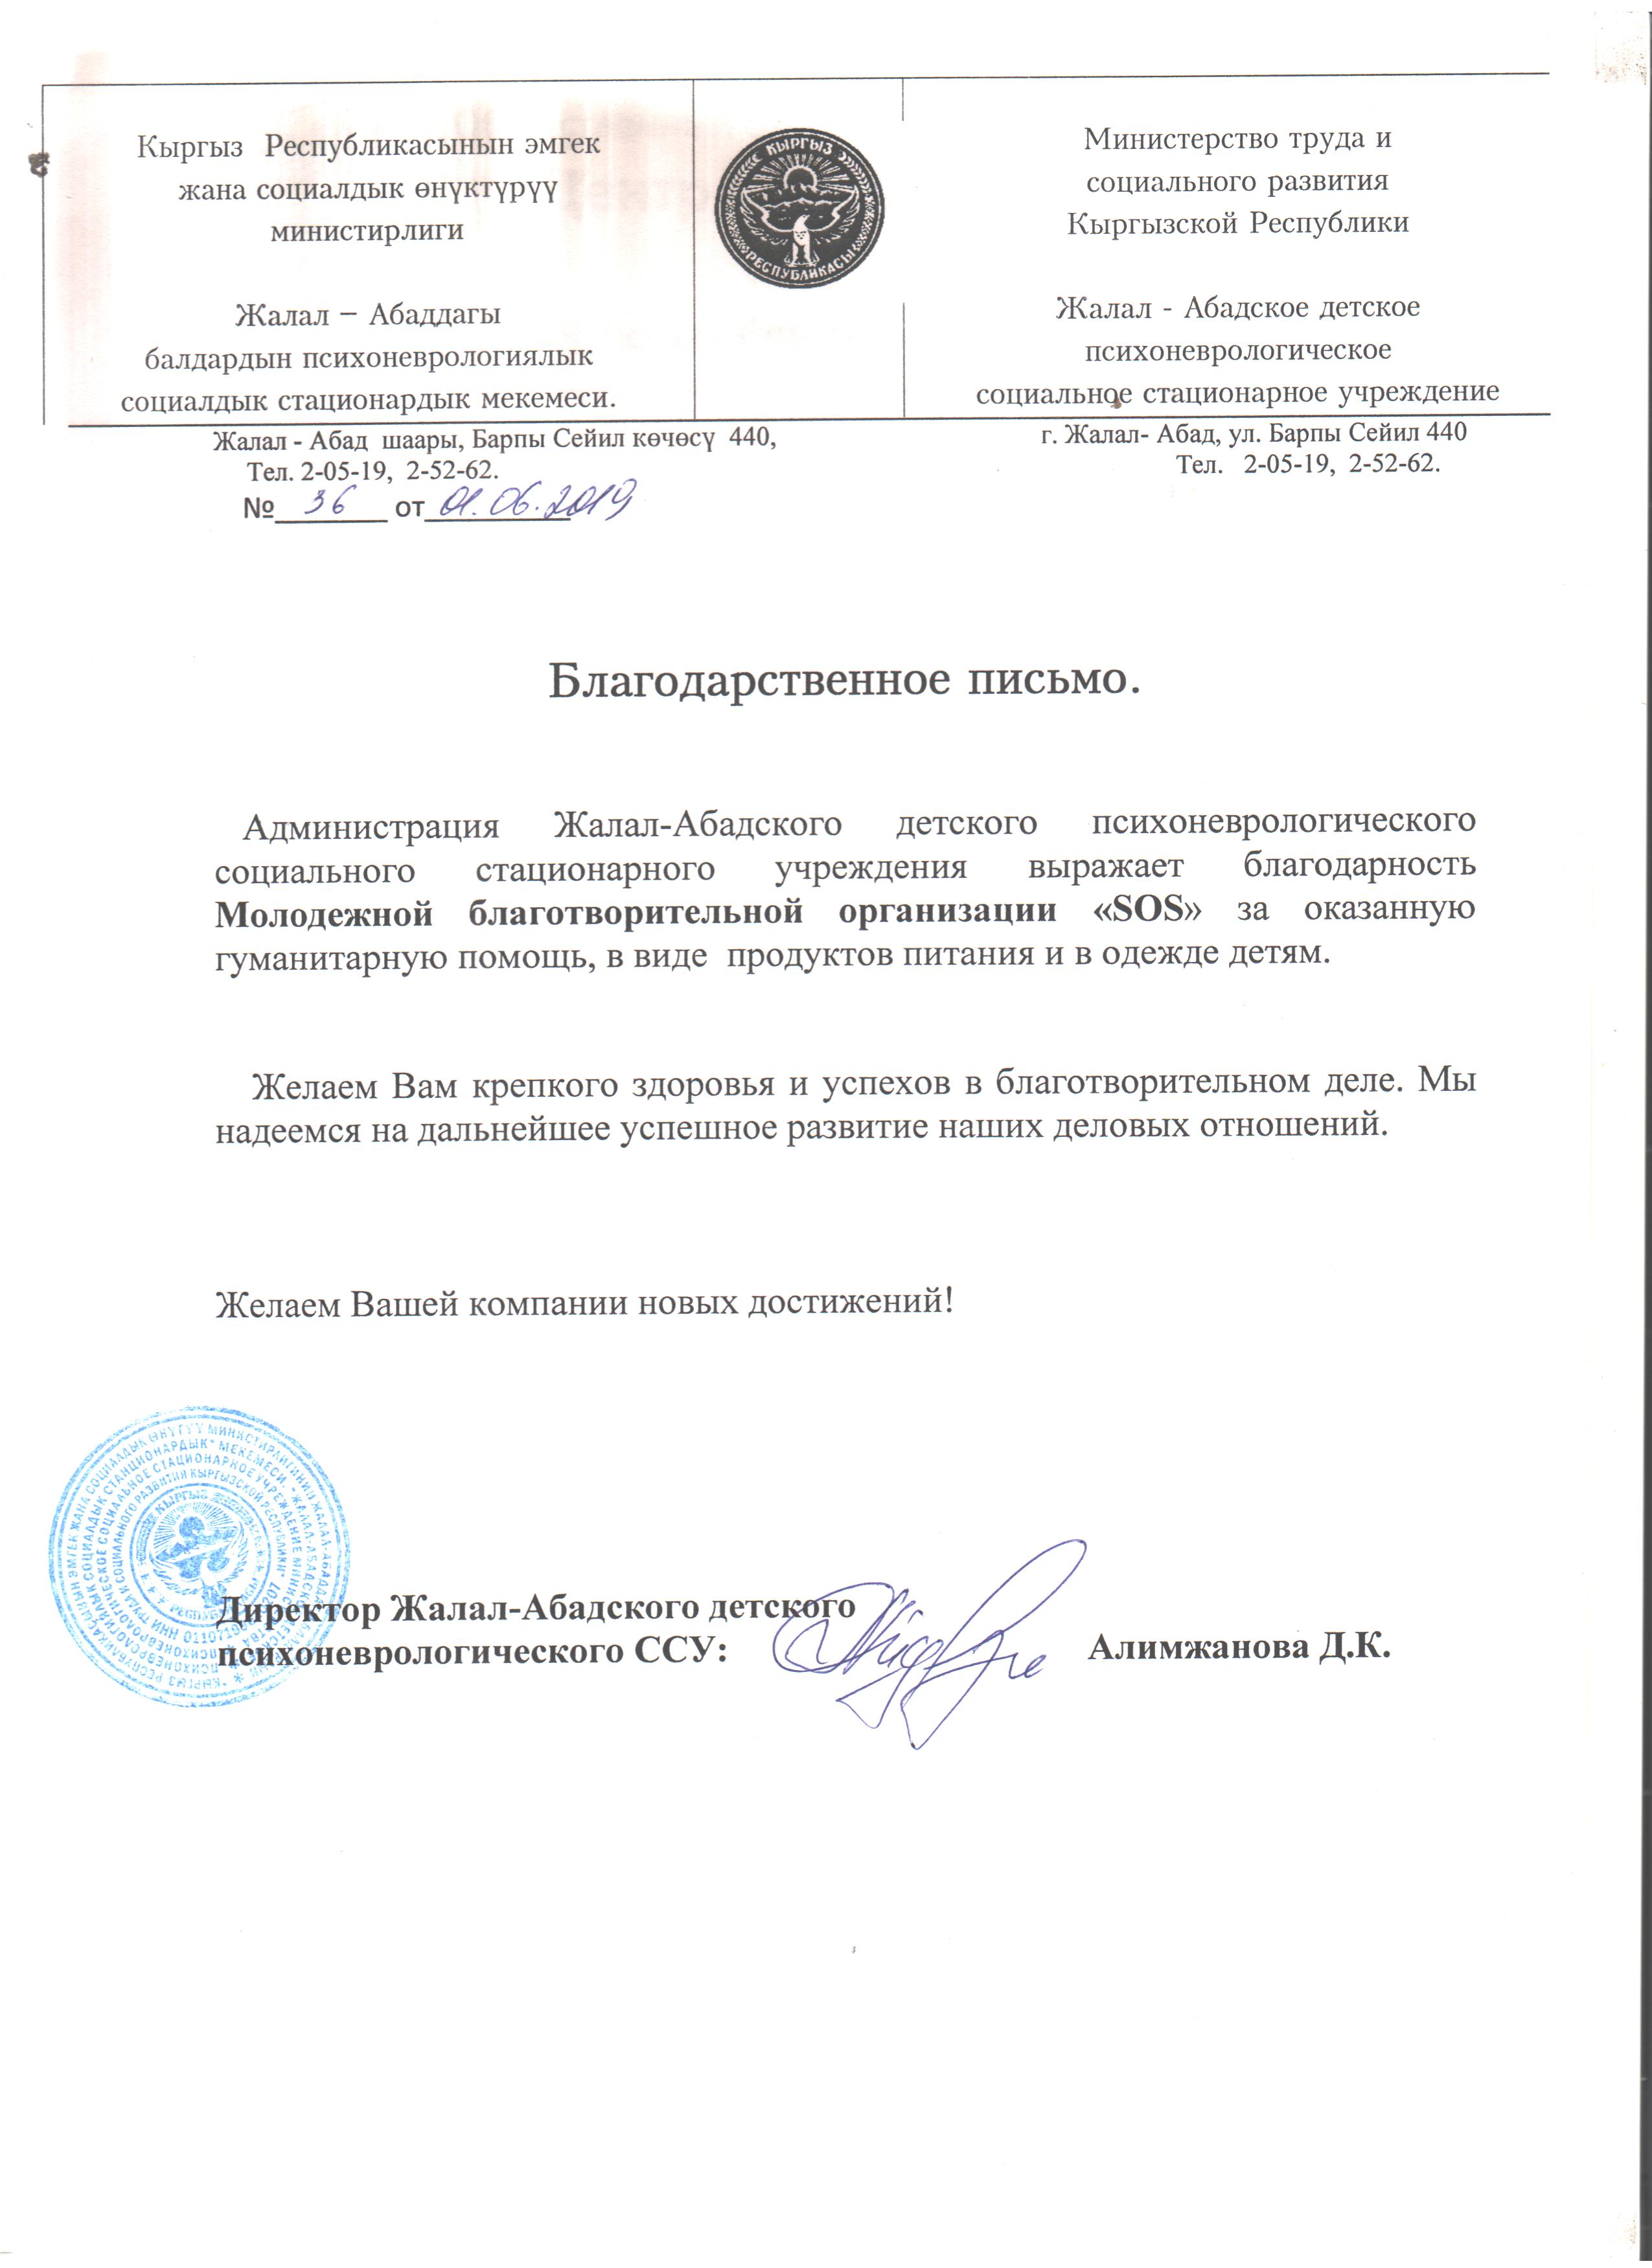 Кыргыз Республикасынын эмгек
жана социалдык өнүктүрүү
министирлиги
Жалал – Абаддагы
балдардын психоневрологиялык
социалдык стационардык мекемеси.
КЫРГЫЗ
РЕСПУБЛИКАСЫ
Министерство труда и
социального развития
Кыргызской Республики
Жалал - Абадское детское
психоневрологическое
социальное стационарное учреждение
Жалал - Абад шаары, Барпы Сейил көчөсү 440,
Тел. 2-05-19, 2-52-62.
г. Жалал- Абад, ул. Барпы Сейил 440
Тел. 2-05-19, 2-52-62.
№ 36 от 01.06.2019
Благодарственное письмо.
Администрация Жалал-Абадского детского психоневрологического
социального стационарного учреждения выражает благодарность
Молодежной благотворительной организации «SOS» за оказанную
гуманитарную помощь, в виде продуктов питания и в одежде детям.
Желаем Вам крепкого здоровья и успехов в благотворительном деле. Мы
надеемся на дальнейшее успешное развитие наших деловых отношений.
Желаем Вашей компании новых достижений!
Директор Жалал-Абадского детского
психоневрологического ССУ:
Алимжанова Д.К.